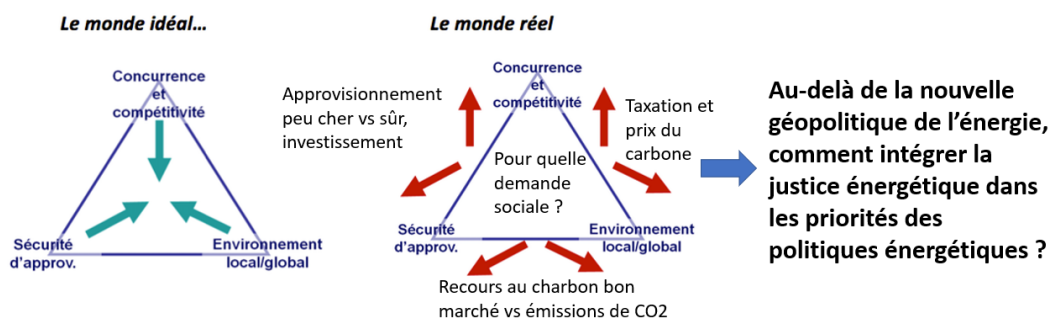 Le monde idéal…
Concurrence
et
compétitivité
Sécurité
d'approv.
Environnement
local/global
Le monde réel
Concurrence
et
compétitivité
Approvisionnement
peu cher vs sûr,
investissement
Taxation et
prix du
carbone
Pour quelle
demande
sociale ?
Sécurité
d'approv.
Environnement
local/global
Recours au charbon bon
marché vs émissions de CO2
Au-delà de la nouvelle
géopolitique de l'énergie,
comment intégrer la
justice énergétique dans
les priorités des
politiques énergétiques ?